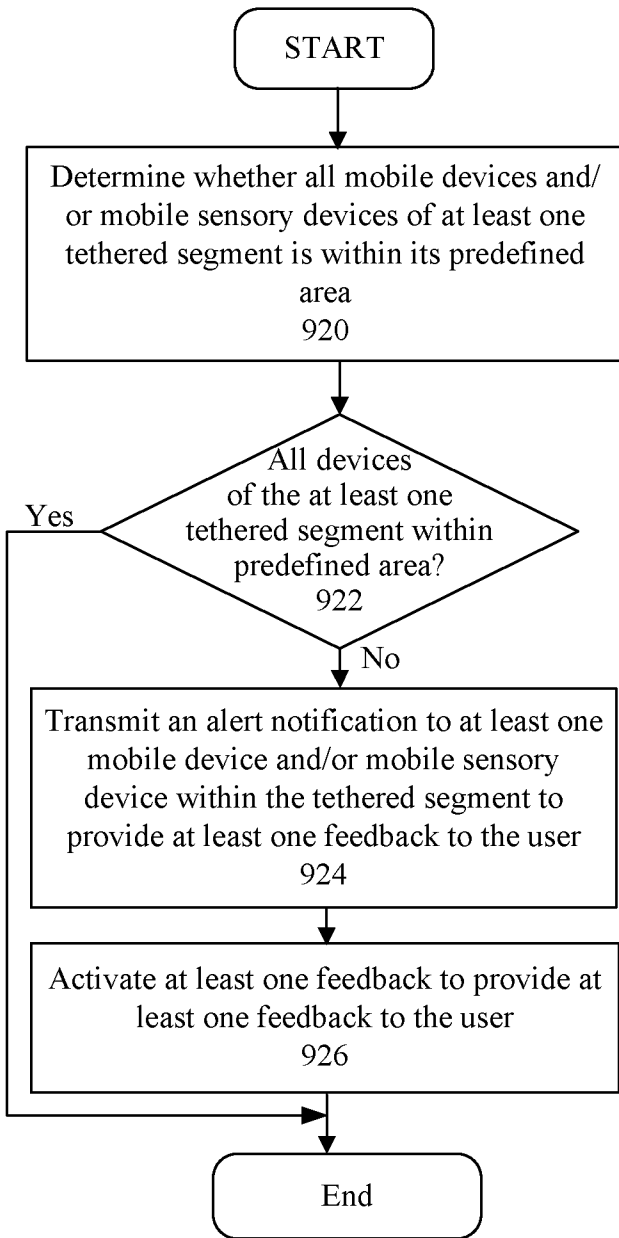 START
Determine whether all mobile devices and/
or mobile sensory devices of at least one
tethered segment is within its predefined
area
920
All devices
of the at least one
tethered segment within
predefined area?
922
Yes
No
Transmit an alert notification to at least one
mobile device and/or mobile sensory
device within the tethered segment to
provide at least one feedback to the user
924
Activate at least one feedback to provide at
least one feedback to the user
926
End